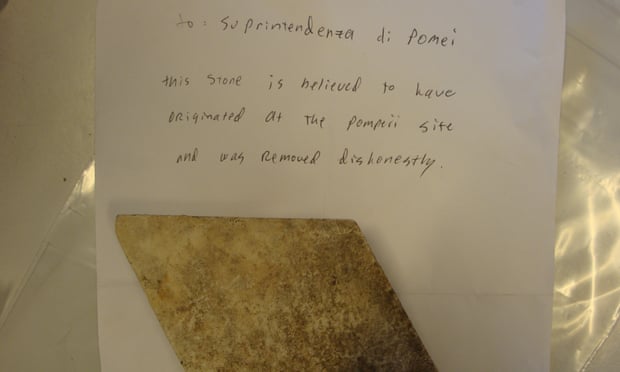 to: Suprintendenza di Pomei
this stone is believed to have
originated at the pompeii site
and was removed dishonestly.